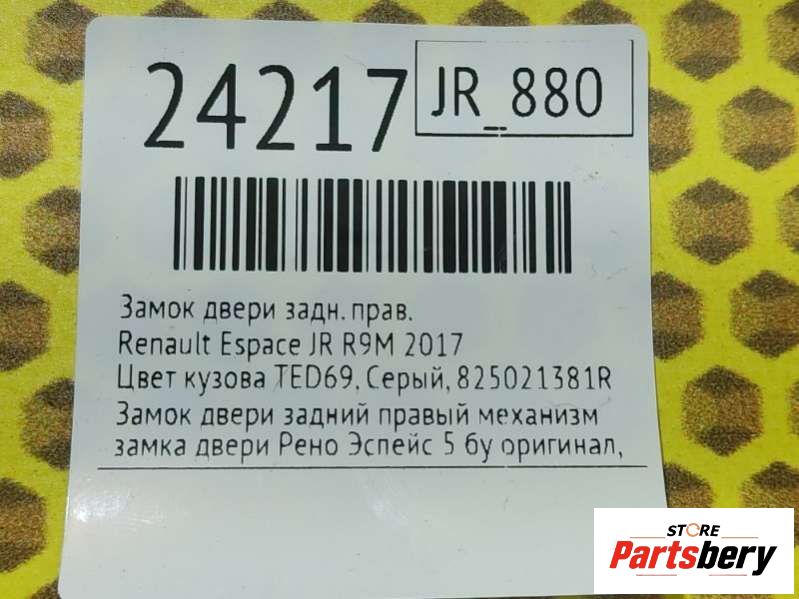 24217
JR_880
Замок двери задн. прав.
Renault Espace JR R9M 2017
Цвет кузова TED69, Серый, 825021381R
Замок двери задний правый механизм
замка двери Рено Эспейс 5 бу оригинал,
STORE
Partsbery